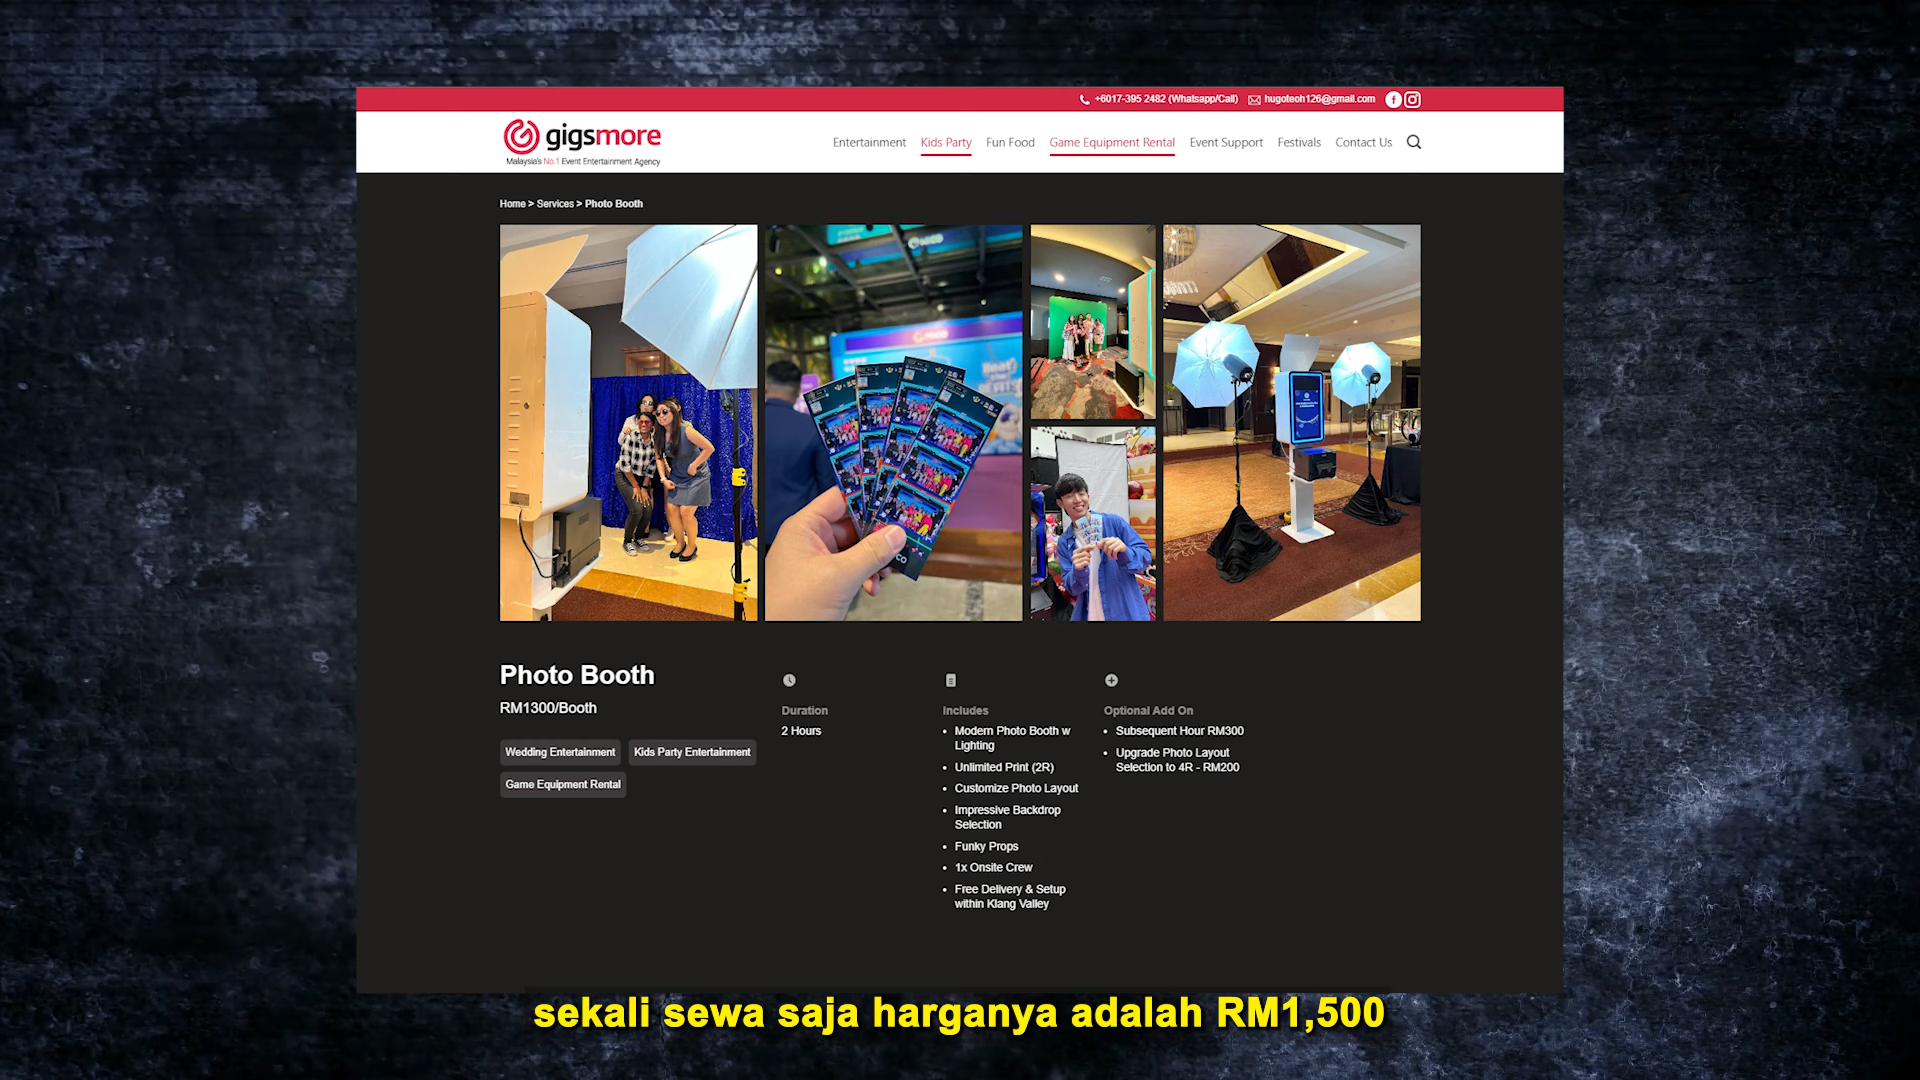 +6017-395 2482 (Whatsapp/Call) hugoteoh126@gmail.com
gigsmore
Malaysia's No.1 Event Entertainment Agency
Entertainment Kids Party Fun Food Game Equipment Rental Event Support Festivals Contact Us
Home > Services > Photo Booth
Photo Booth
RM1300/Booth
Wedding Entertainment Kids Party Entertainment
Game Equipment Rental
Duration
2 Hours
Includes
• Modern Photo Booth w
Lighting
• Unlimited Print (2R)
• Customize Photo Layout
• Impressive Backdrop
Selection
• Funky Props
• 1x Onsite Crew
• Free Delivery & Setup
within Klang Valley
Optional Add On
• Subsequent Hour RM300
• Upgrade Photo Layout
Selection to 4R - RM200
sekali sewa saja harganya adalah RM1,500